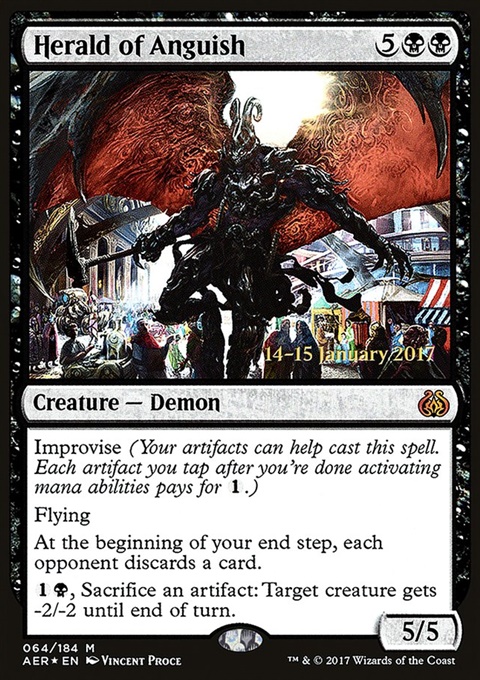 Herald of Anguish 5
14-15 January 2017
Creature — Demon
Improvise (Your artifacts can help cast this spell.
Each artifact you tap after you're done activating
mana abilities pays for 1.)
Flying
At the beginning of your end step, each
opponent discards a card.
1, Sacrifice an artifact: Target creature gets
-2/-2 until end of turn.
5/5
064/184 M
AER★EN Vincent Proce
™ & © 2017 Wizards of the Coast